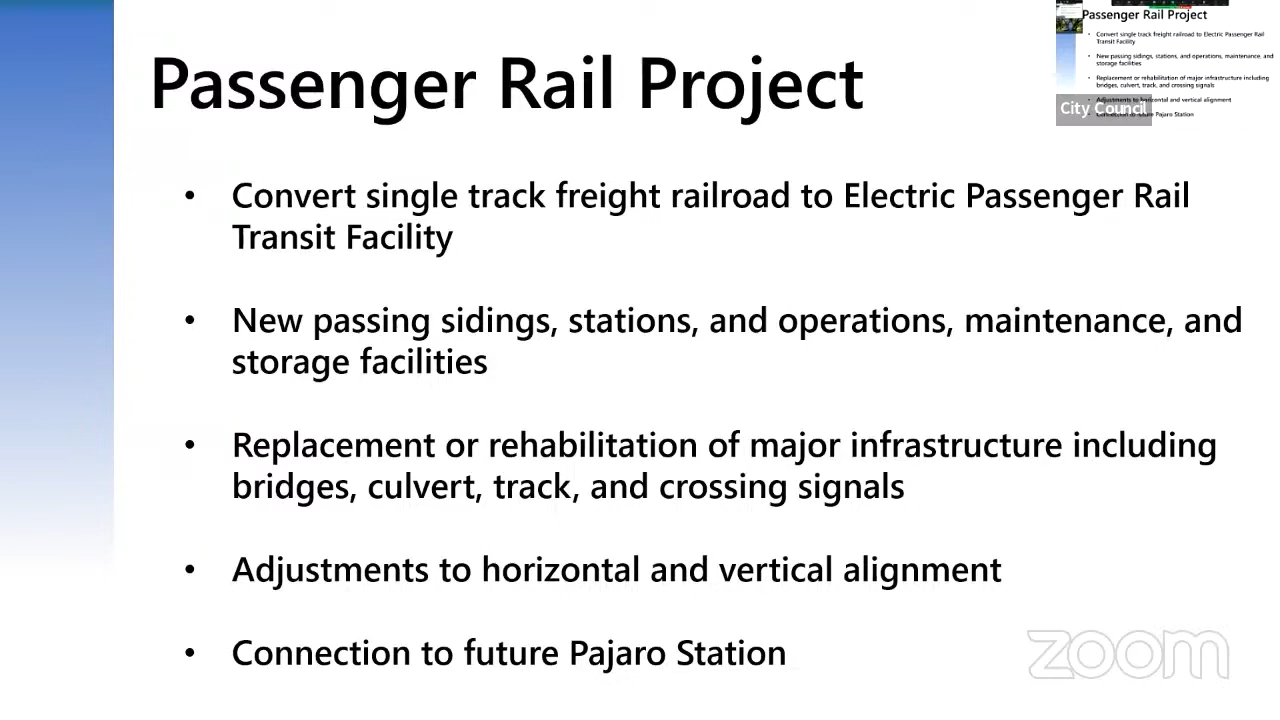 Passenger Rail Project
Convert single track freight railroad to Electric Passenger Rail
Transit Facility
New passing sidings, stations, and operations, maintenance, and
storage facilities
Replacement or rehabilitation of major infrastructure including
bridges, culvert, track, and crossing signals
Adjustments to horizontal and vertical alignment
Connection to future Pajaro Station
Passenger Rail Project
Convert single track freight railroad to Electric Passenger Rail
Transit Facility
New passing sidings, stations, and operations, maintenance, and
storage facilities
Replacement or rehabilitation of major infrastructure including
bridges, culvert, track, and crossing signals
Adjustments to horizontal and vertical alignment
Connection to future Pajaro Station
City Council
zoom